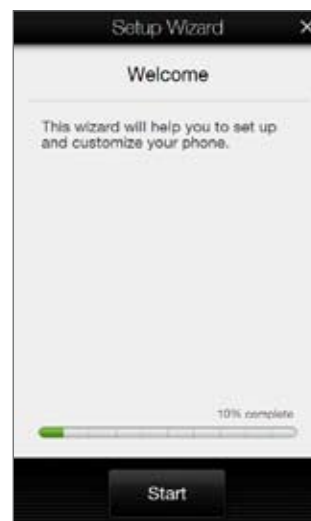 Setup Wizard
Welcome
This wizard will help you to set up
and customize your phone.
10% complete
Start